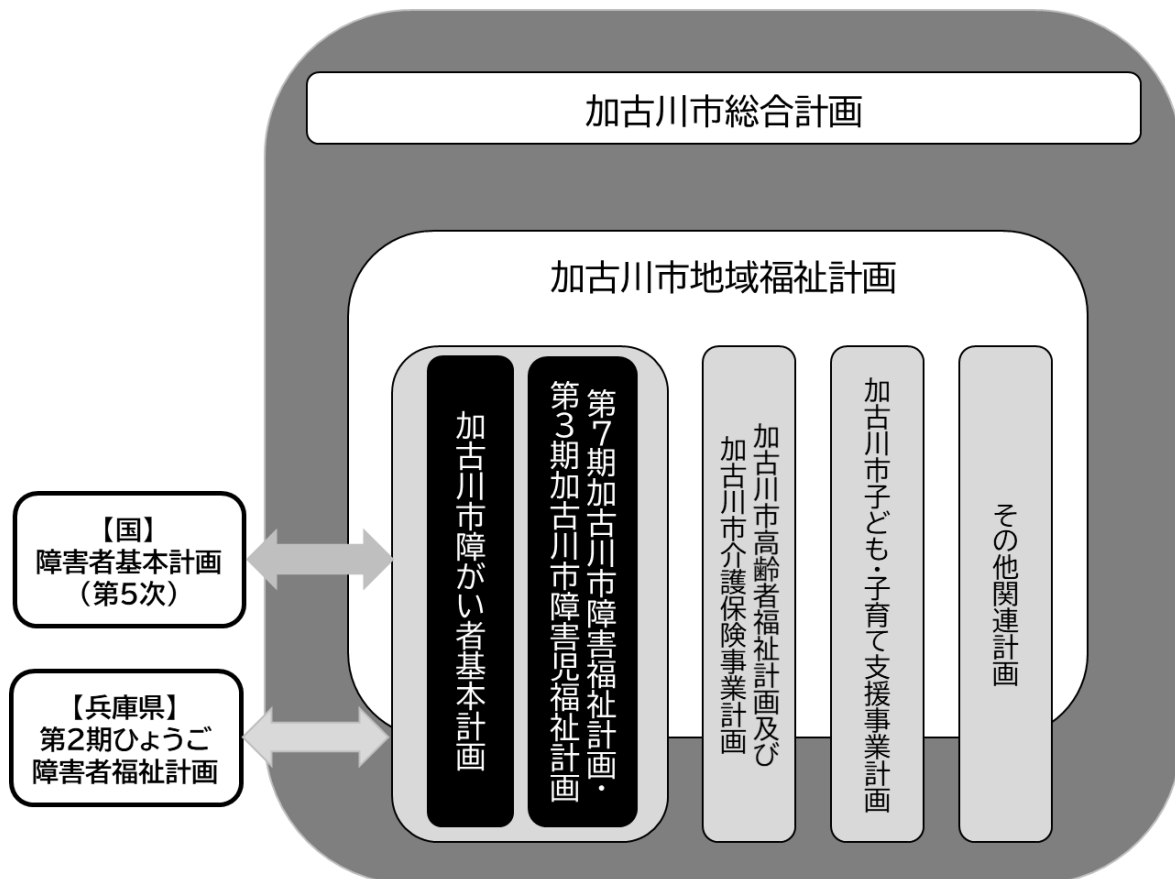 加古川市総合計画
加古川市地域福祉計画
加古川市障がい者基本計画
第7期加古川市障害福祉計画・
第3期加古川市障害児福祉計画
加古川市高齢者福祉計画及び
加古川市介護保険事業計画
加古川市子ども・子育て支援事業計画
その他関連計画
【国】
障害者基本計画
（第5次）
【兵庫県】
第2期ひょうご
障害者福祉計画